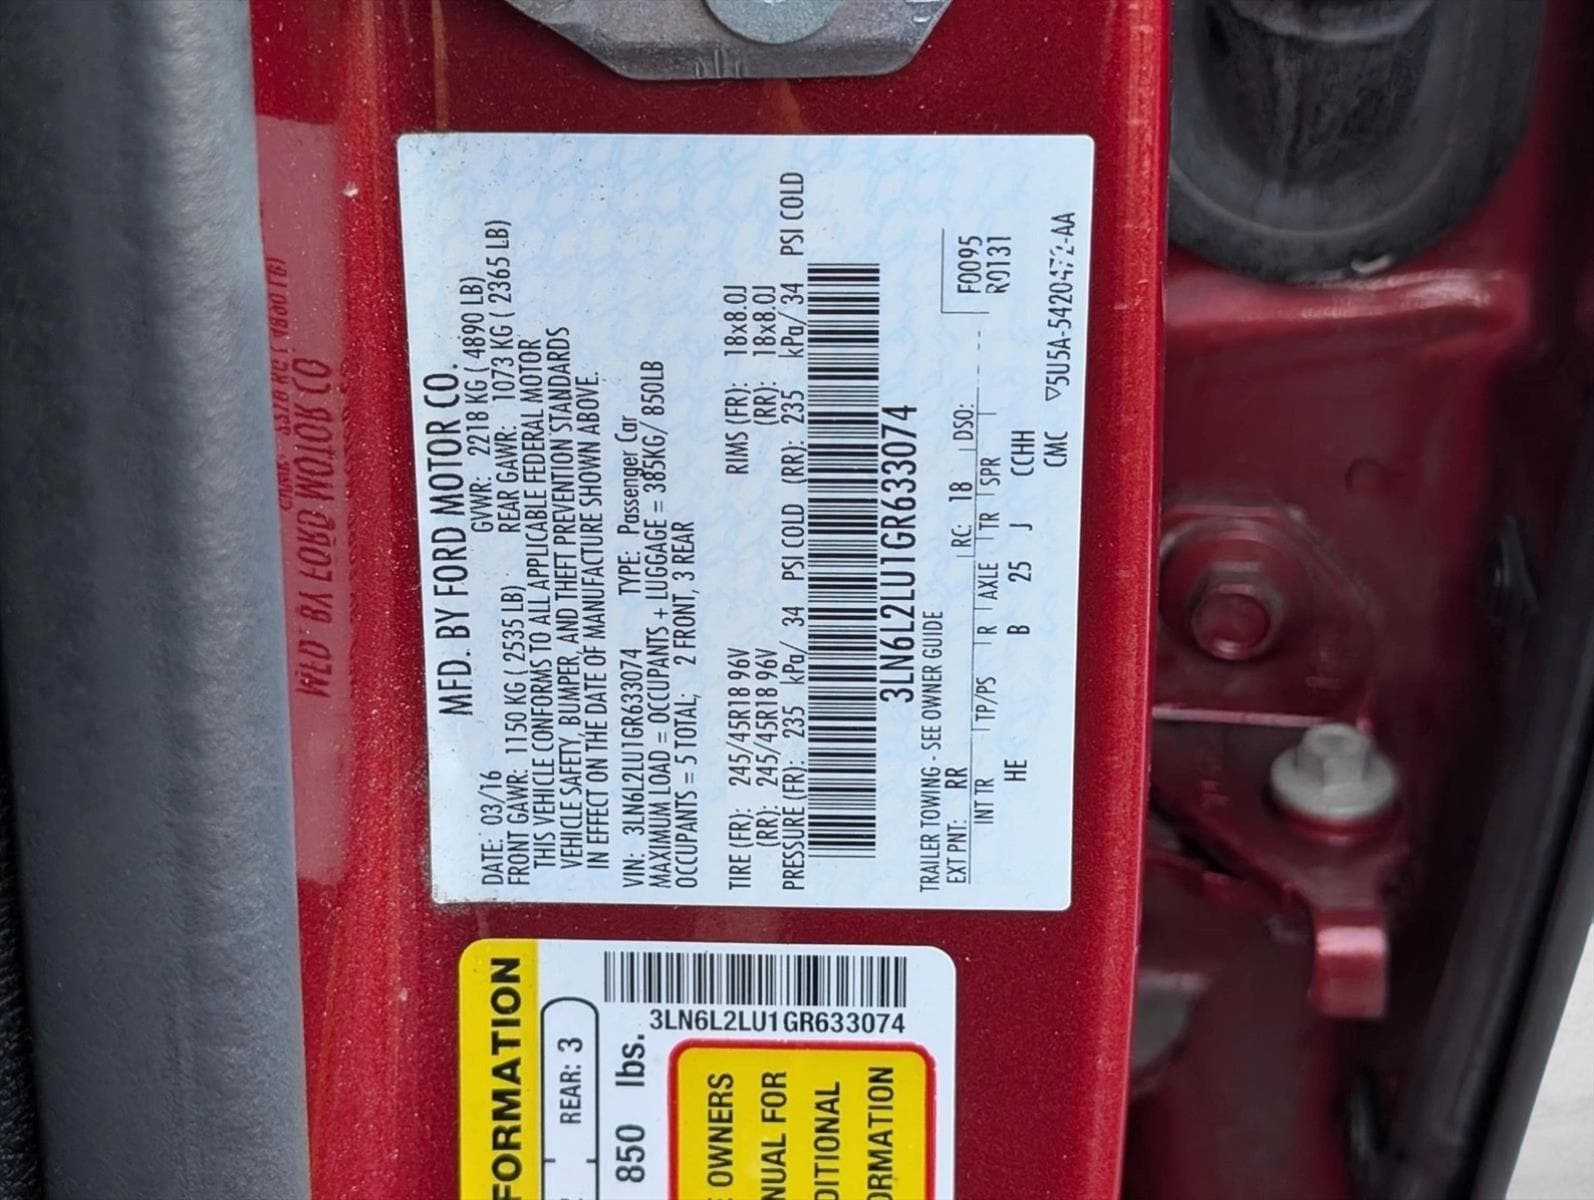 MFD. BY FORD MOTOR CO.
DATE: 03/16 GVWR: 2218 KG ( 4890 LB)
FRONT GAWR: 1150 KG ( 2535 LB) REAR GAWR: 1073 KG ( 2365 LB)
THIS VEHICLE CONFORMS TO ALL APPLICABLE FEDERAL MOTOR
VEHICLE SAFETY, BUMPER, AND THEFT PREVENTION STANDARDS
IN EFFECT ON THE DATE OF MANUFACTURE SHOWN ABOVE.
VIN: 3LN6L2LU1GR633074 TYPE: Passenger Car
MAXIMUM LOAD = OCCUPANTS + LUGGAGE = 385KG/ 850LB
OCCUPANTS = 5 TOTAL; 2 FRONT, 3 REAR
TIRE (FR): 245/45R18 96V RIMS (FR): 18x8.0J
(RR): 245/45R18 96V (RR): 18x8.0J
PRESSURE (FR): 235 kPa/ 34 PSI COLD (RR): 235 kPa/ 34 PSI COLD
3LN6L2LU1GR633074
TRAILER TOWING - SEE OWNER GUIDE
EXT PNT: RR RC: 18 DSO: F0095
R0131
INT TR TP/PS R AXLE TR SPR
HE B 25 J CCHH
CMC ▽5U5A-5420472-AA
FORMATION
REAR: 3
850 lbs.
3LN6L2LU1GR633074
OWNERS
NUAL FOR
DITIONAL
ORMATION